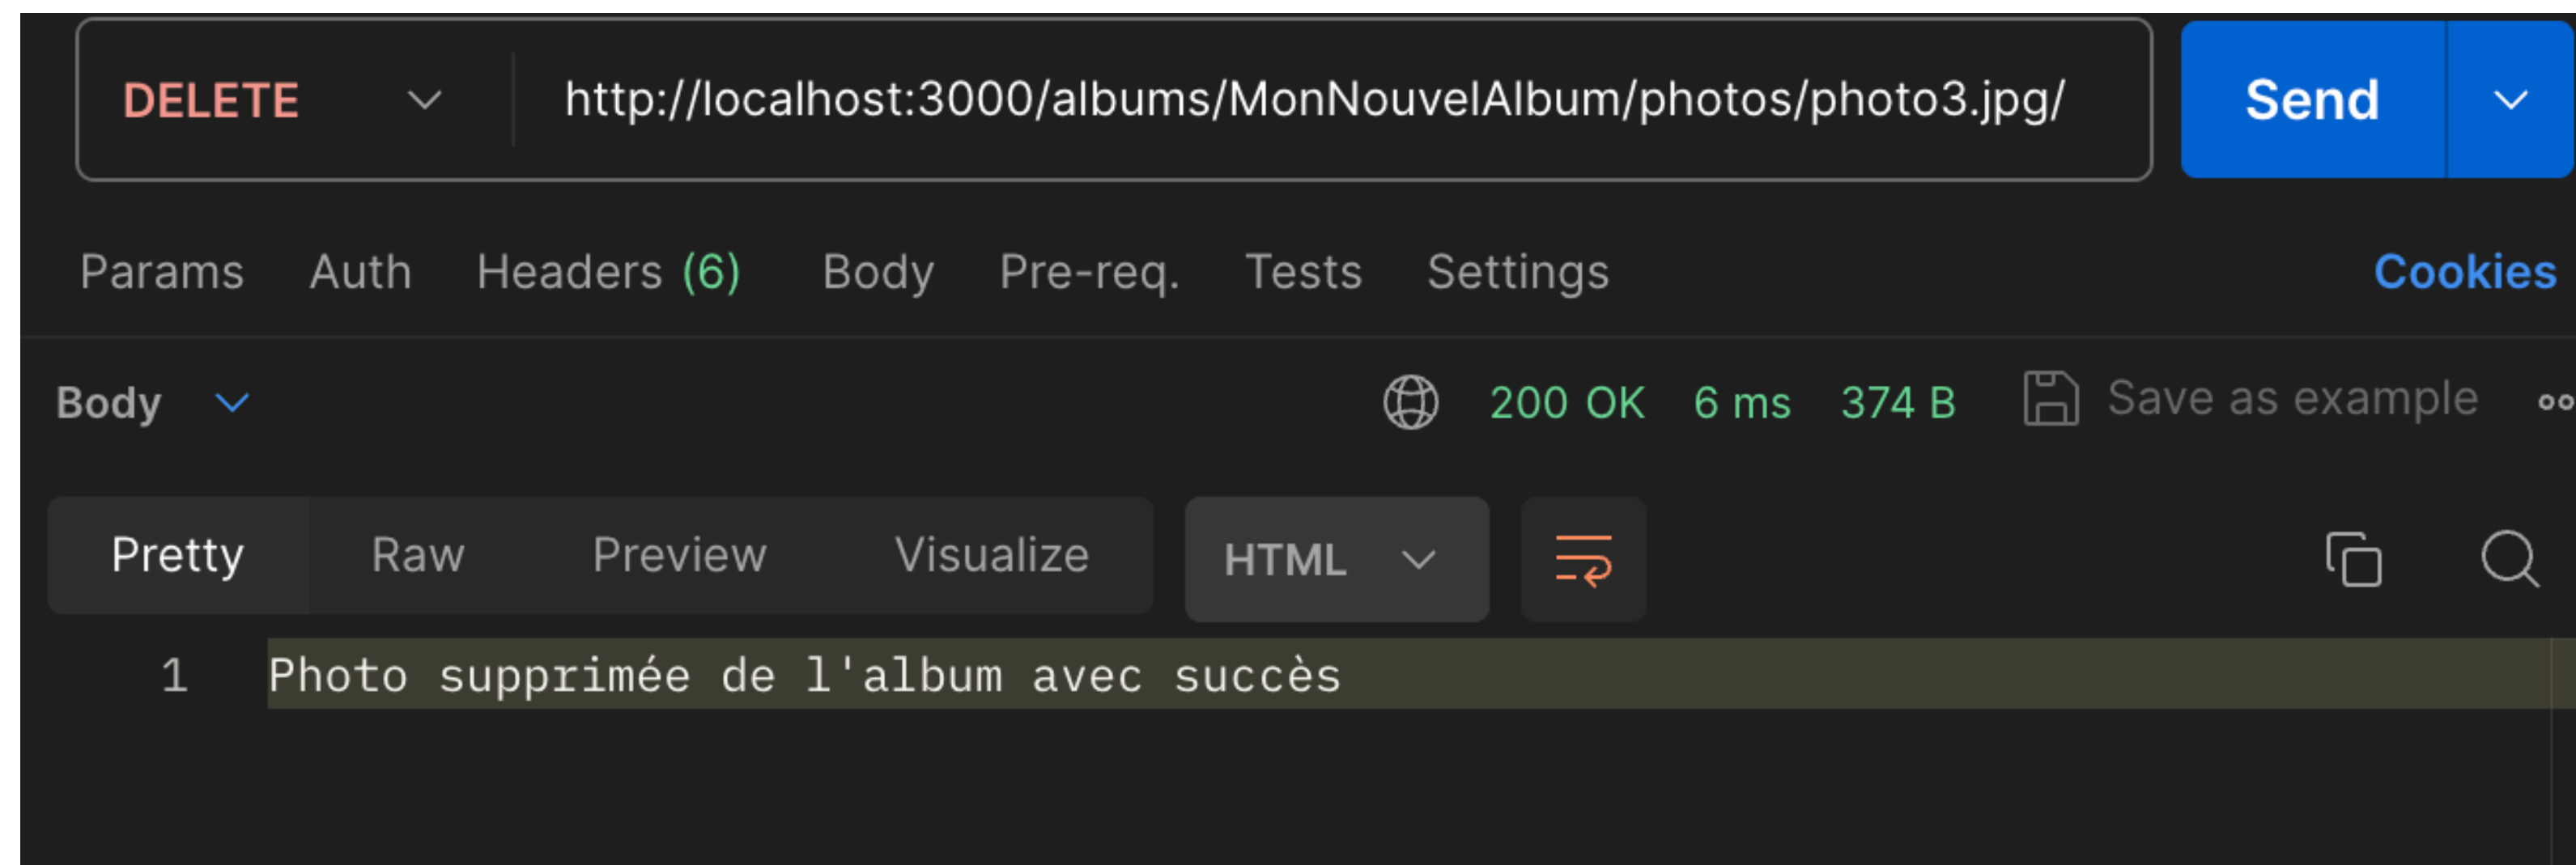 DELETE http://localhost:3000/albums/MonNouvelAlbum/photos/photo3.jpg/ Send
Params Auth Headers (6) Body Pre-req. Tests Settings Cookies
Body 200 OK 6 ms 374 B Save as example
Pretty Raw Preview Visualize HTML
1 Photo supprimée de l'album avec succès